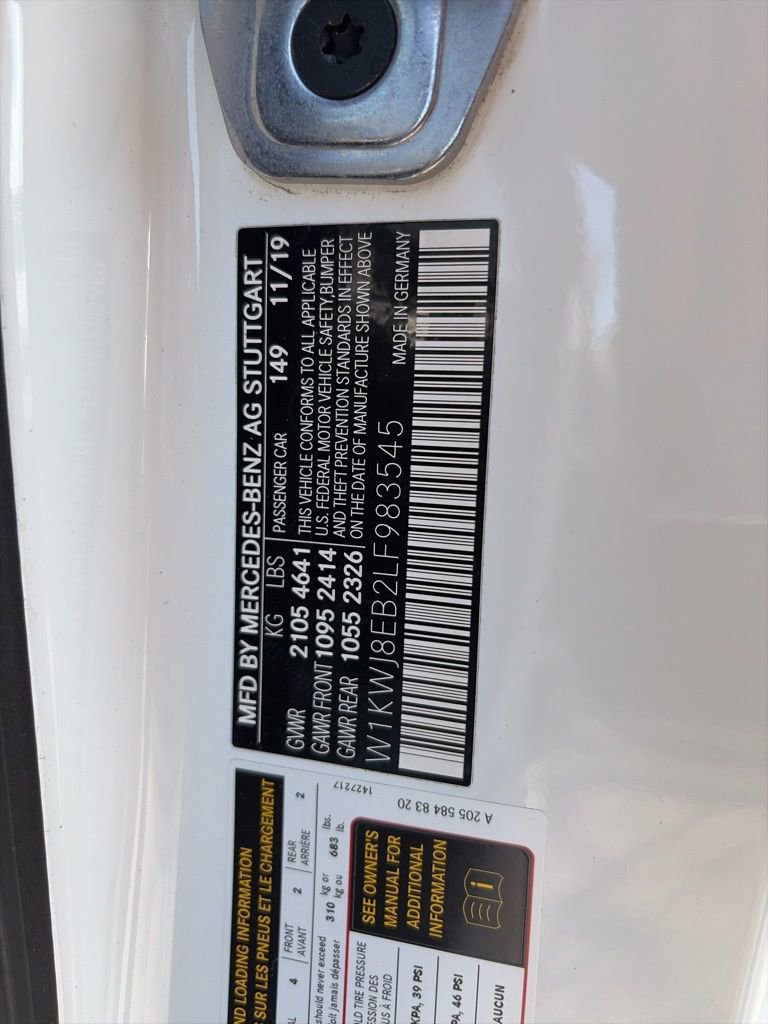 MFD BY MERCEDES-BENZ AG STUTTGART
KG LBS PASSENGER CAR 149 11/19
GVWR 2105 4641 THIS VEHICLE CONFORMS TO ALL APPLICABLE
GAWR FRONT 1095 2414 U.S. FEDERAL MOTOR VEHICLE SAFETY,BUMPER
AND THEFT PREVENTION STANDARDS IN EFFECT
GAWR REAR 1055 2326 ON THE DATE OF MANUFACTURE SHOWN ABOVE
W1KWJ8EB2LF983545 MADE IN GERMANY
LOADING INFORMATION
SUR LES PNEUS ET LE CHARGEMENT
4 FRONT 2 REAR 2
AVANT ARRIÈRE
should never exceed 310 kg or 683 lbs.
jamais dépasser kg ou lb.
1427217
A 205 584 83 20
TIRE PRESSURE
DES
À FROID
KPA, 39 PSI
KPA, 46 PSI
AUCUN
SEE OWNER'S
MANUAL FOR
ADDITIONAL
INFORMATION
i